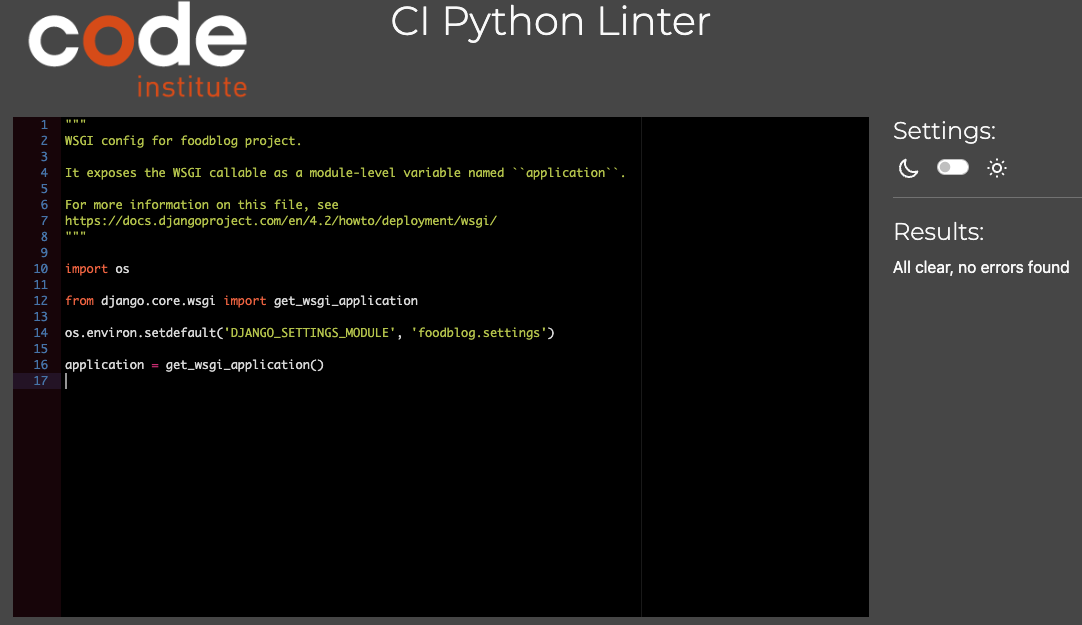 code
institute
CI Python Linter
1 """
2 WSGI config for foodblog project.
3
4 It exposes the WSGI callable as a module-level variable named ``application``.
5
6 For more information on this file, see
7 https://docs.djangoproject.com/en/4.2/howto/deployment/wsgi/
8 """
9
10 import os
11
12 from django.core.wsgi import get_wsgi_application
13
14 os.environ.setdefault('DJANGO_SETTINGS_MODULE', 'foodblog.settings')
15
16 application = get_wsgi_application()
17
Settings:
Results:
All clear, no errors found